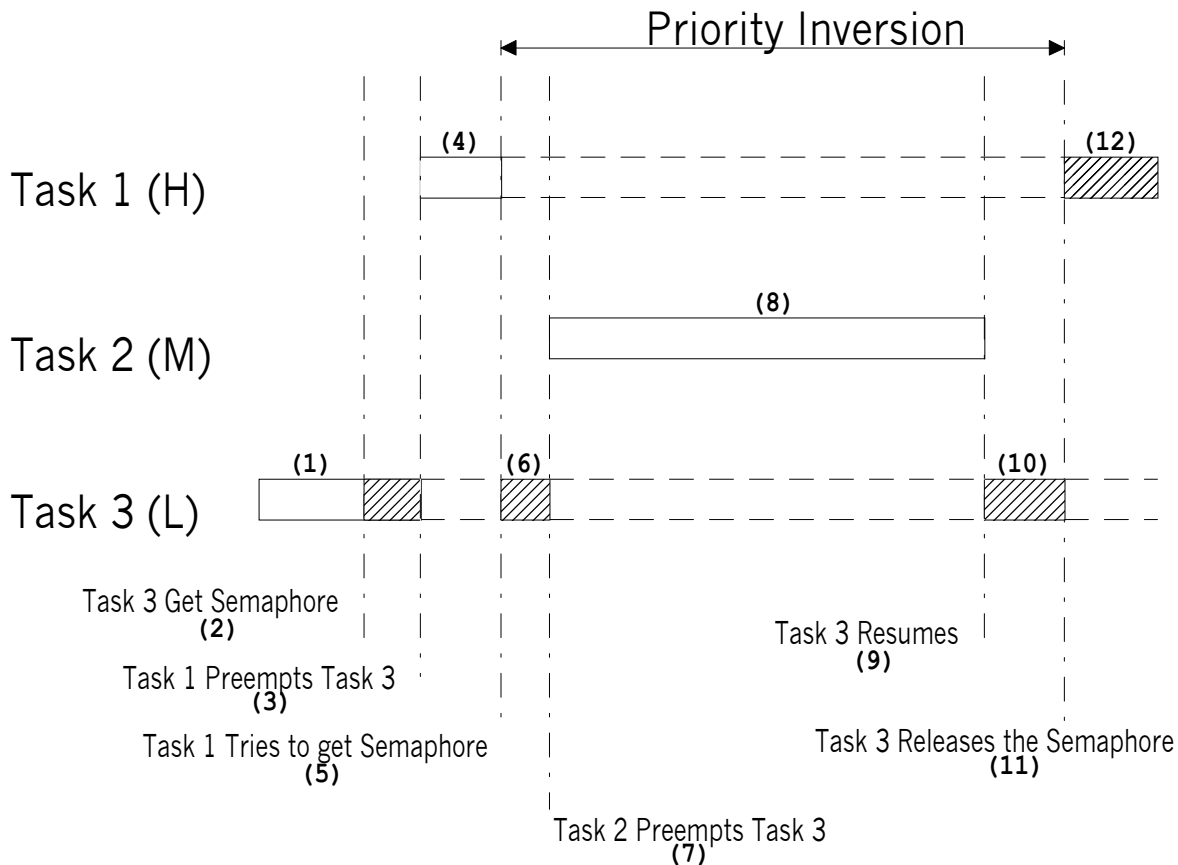 Priority Inversion
(4)
(12)
Task 1 (H)
(8)
Task 2 (M)
(1)
(6)
(10)
Task 3 (L)
Task 3 Get Semaphore
(2)
Task 3 Resumes
(9)
Task 1 Preempts Task 3
(3)
Task 1 Tries to get Semaphore
(5)
Task 3 Releases the Semaphore
(11)
Task 2 Preempts Task 3
(7)